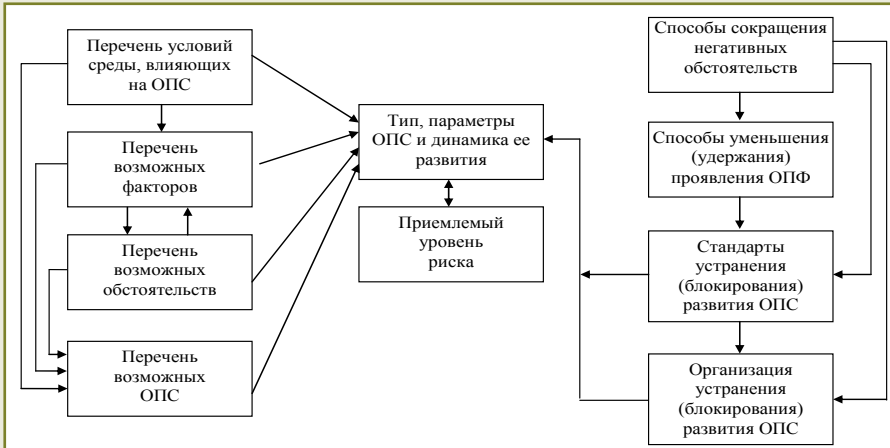 Перечень условий
среды, влияющих
на ОПС
Перечень
возможных
факторов
Перечень
возможных
обстоятельств
Перечень
возможных
ОПС
Тип, параметры
ОПС и динамика ее
развития
Приемлемый
уровень
риска
Способы сокращения
негативных
обстоятельств
Способы уменьшения
(удержания)
проявления ОПФ
Стандарты
устранения
(блокирования)
развития ОПС
Организация
устранения
(блокирования)
развития ОПС